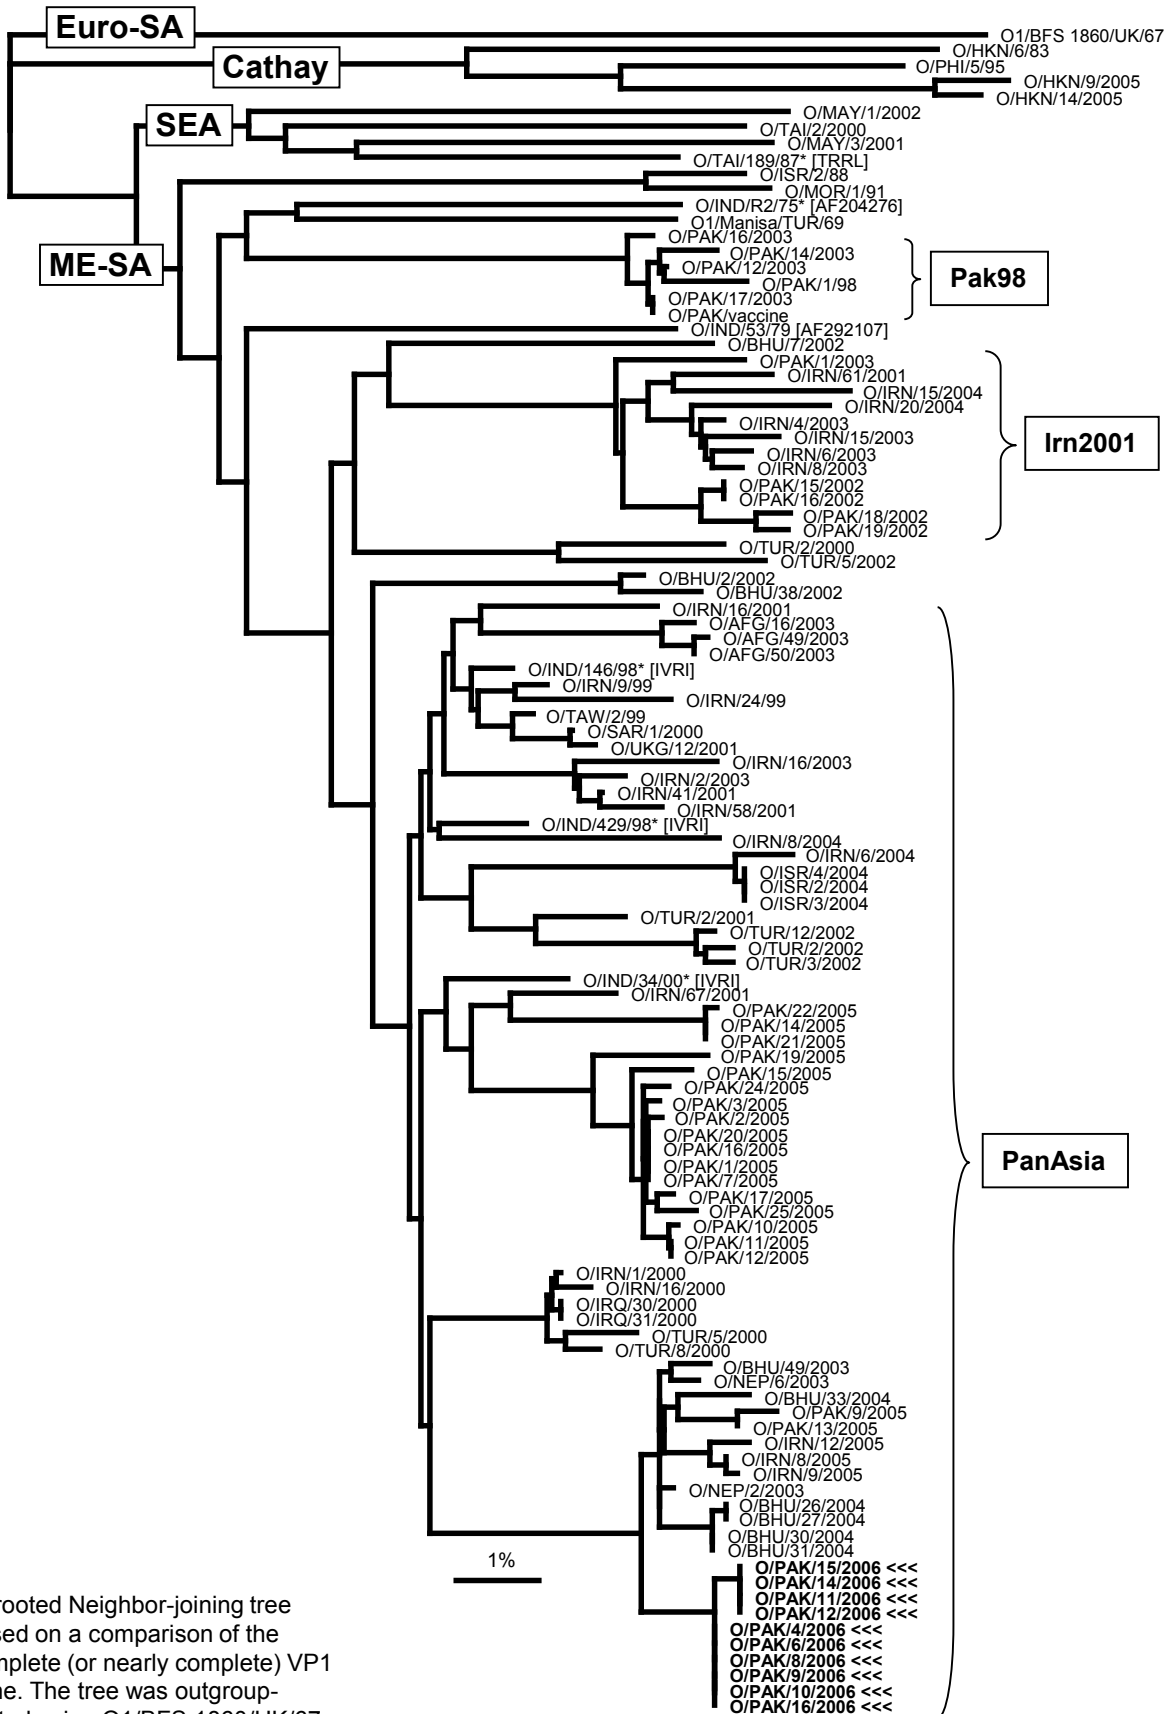 Euro-SA
O1/BFS 1860/UK/67
O/HKN/6/83
Cathay
O/PHI/5/95
O/HKN/9/2005
O/HKN/14/2005
O/MAY/1/2002
SEA
O/TAI/2/2000
O/MAY/3/2001
O/TAI/189/87* [TRRL]
O/ISR/2/88
O/MOR/1/91
O/IND/R2/75* [AF204276]
O1/Manisa/TUR/69
O/PAK/16/2003
ME-SA
O/PAK/14/2003
O/PAK/12/2003
Pak98
O/PAK/1/98
O/PAK/17/2003
O/PAK/vaccine
O/IND/53/79 [AF292107]
O/BHU/7/2002
O/PAK/1/2003
O/IRN/61/2001
O/IRN/15/2004
O/IRN/20/2004
O/IRN/4/2003
O/IRN/15/2003
Irn2001
O/IRN/6/2003
O/IRN/8/2003
O/PAK/15/2002
O/PAK/16/2002
O/PAK/18/2002
O/PAK/19/2002
O/TUR/2/2000
O/TUR/5/2002
O/BHU/2/2002
O/BHU/38/2002
O/IRN/16/2001
O/AFG/16/2003
O/AFG/49/2003
O/AFG/50/2003
O/IND/146/98* [IVRI]
O/IRN/9/99
O/IRN/24/99
O/TAW/2/99
O/SAR/1/2000
O/UKG/12/2001
O/IRN/16/2003
O/IRN/2/2003
O/IRN/41/2001
O/IRN/58/2001
O/IND/429/98* [IVRI]
O/IRN/8/2004
O/IRN/6/2004
O/ISR/4/2004
O/ISR/2/2004
O/ISR/3/2004
O/TUR/2/2001
O/TUR/12/2002
O/TUR/2/2002
O/TUR/3/2002
O/IND/34/00* [IVRI]
O/IRN/67/2001
O/PAK/22/2005
O/PAK/14/2005
O/PAK/21/2005
O/PAK/19/2005
O/PAK/15/2005
O/PAK/24/2005
O/PAK/3/2005
O/PAK/2/2005
O/PAK/20/2005
O/PAK/16/2005
PanAsia
O/PAK/1/2005
O/PAK/7/2005
O/PAK/17/2005
O/PAK/25/2005
O/PAK/10/2005
O/PAK/11/2005
O/PAK/12/2005
O/IRN/1/2000
O/IRN/16/2000
O/IRQ/30/2000
O/IRQ/31/2000
O/TUR/5/2000
O/TUR/8/2000
O/BHU/49/2003
O/NEP/6/2003
O/BHU/33/2004
O/PAK/9/2005
O/PAK/13/2005
O/IRN/12/2005
O/IRN/8/2005
O/IRN/9/2005
O/NEP/2/2003
O/BHU/26/2004
O/BHU/27/2004
O/BHU/30/2004
O/BHU/31/2004
1%
O/PAK/15/2006 <<<
O/PAK/14/2006 <<<
O/PAK/11/2006 <<<
O/PAK/12/2006 <<<
O/PAK/4/2006 <<<
O/PAK/6/2006 <<<
O/PAK/8/2006 <<<
O/PAK/9/2006 <<<
O/PAK/10/2006 <<<
O/PAK/16/2006 <<<
rooted Neighbor-joining tree
sed on a comparison of the
mplete (or nearly complete) VP1
ne. The tree was outgroup-